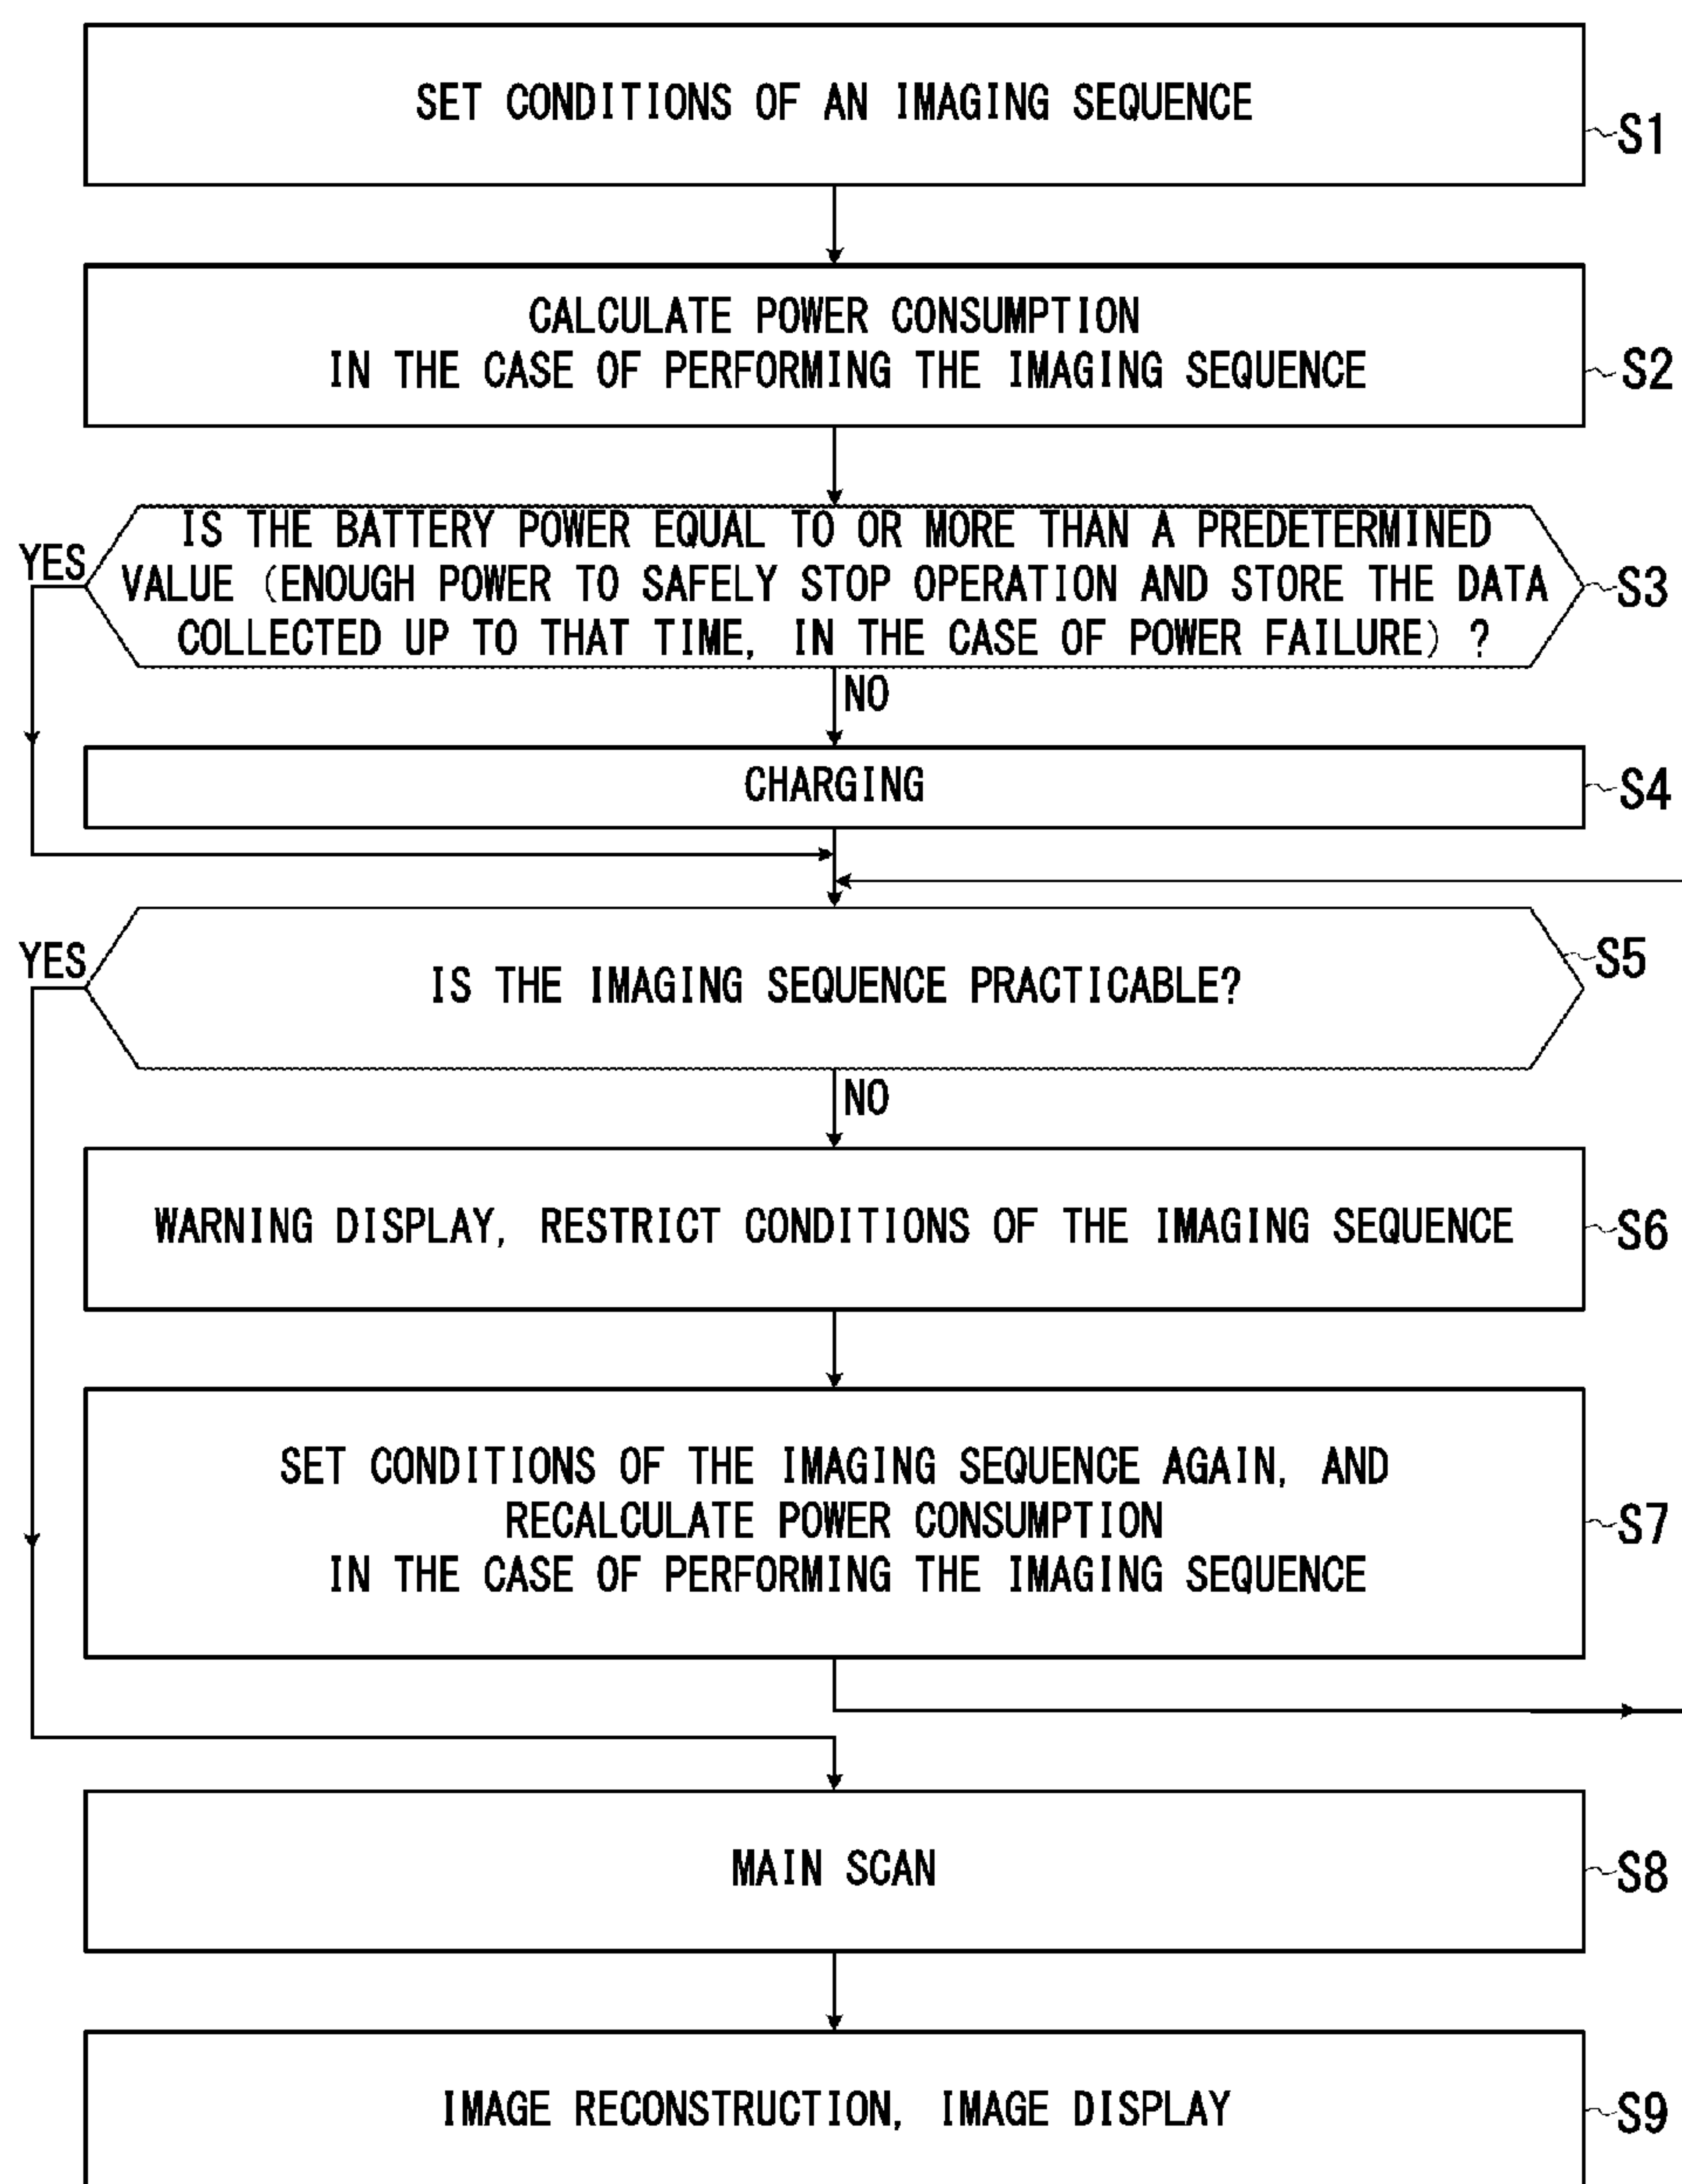 SET CONDITIONS OF AN IMAGING SEQUENCE
S1
CALCULATE POWER CONSUMPTION
IN THE CASE OF PERFORMING THE IMAGING SEQUENCE
S2
IS THE BATTERY POWER EQUAL TO OR MORE THAN A PREDETERMINED
VALUE (ENOUGH POWER TO SAFELY STOP OPERATION AND STORE THE DATA
COLLECTED UP TO THAT TIME, IN THE CASE OF POWER FAILURE) ?
YES
S3
NO
CHARGING
S4
YES
IS THE IMAGING SEQUENCE PRACTICABLE?
S5
NO
WARNING DISPLAY, RESTRICT CONDITIONS OF THE IMAGING SEQUENCE
S6
SET CONDITIONS OF THE IMAGING SEQUENCE AGAIN, AND
RECALCULATE POWER CONSUMPTION
IN THE CASE OF PERFORMING THE IMAGING SEQUENCE
S7
MAIN SCAN
S8
IMAGE RECONSTRUCTION, IMAGE DISPLAY
S9